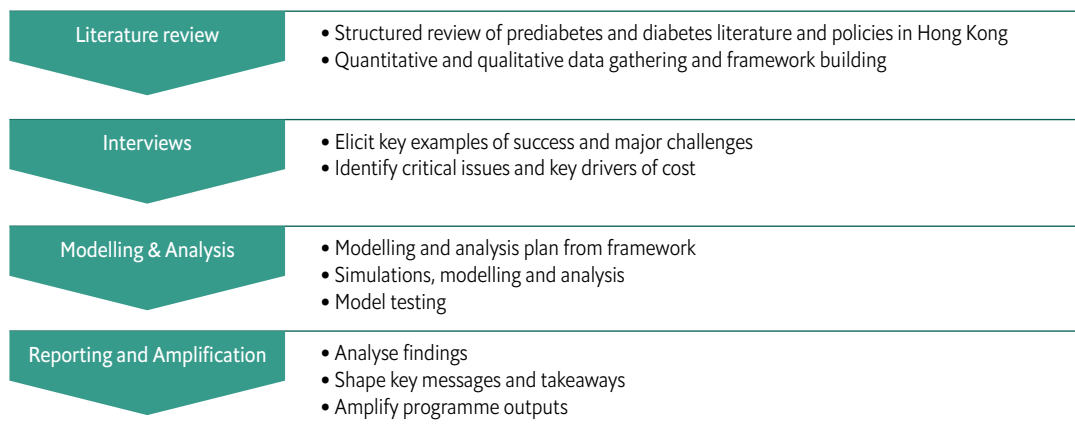 Literature review
• Structured review of prediabetes and diabetes literature and policies in Hong Kong
• Quantitative and qualitative data gathering and framework building
Interviews
• Elicit key examples of success and major challenges
• Identify critical issues and key drivers of cost
Modelling & Analysis
• Modelling and analysis plan from framework
• Simulations, modelling and analysis
• Model testing
Reporting and Amplification
• Analyse findings
• Shape key messages and takeaways
• Amplify programme outputs